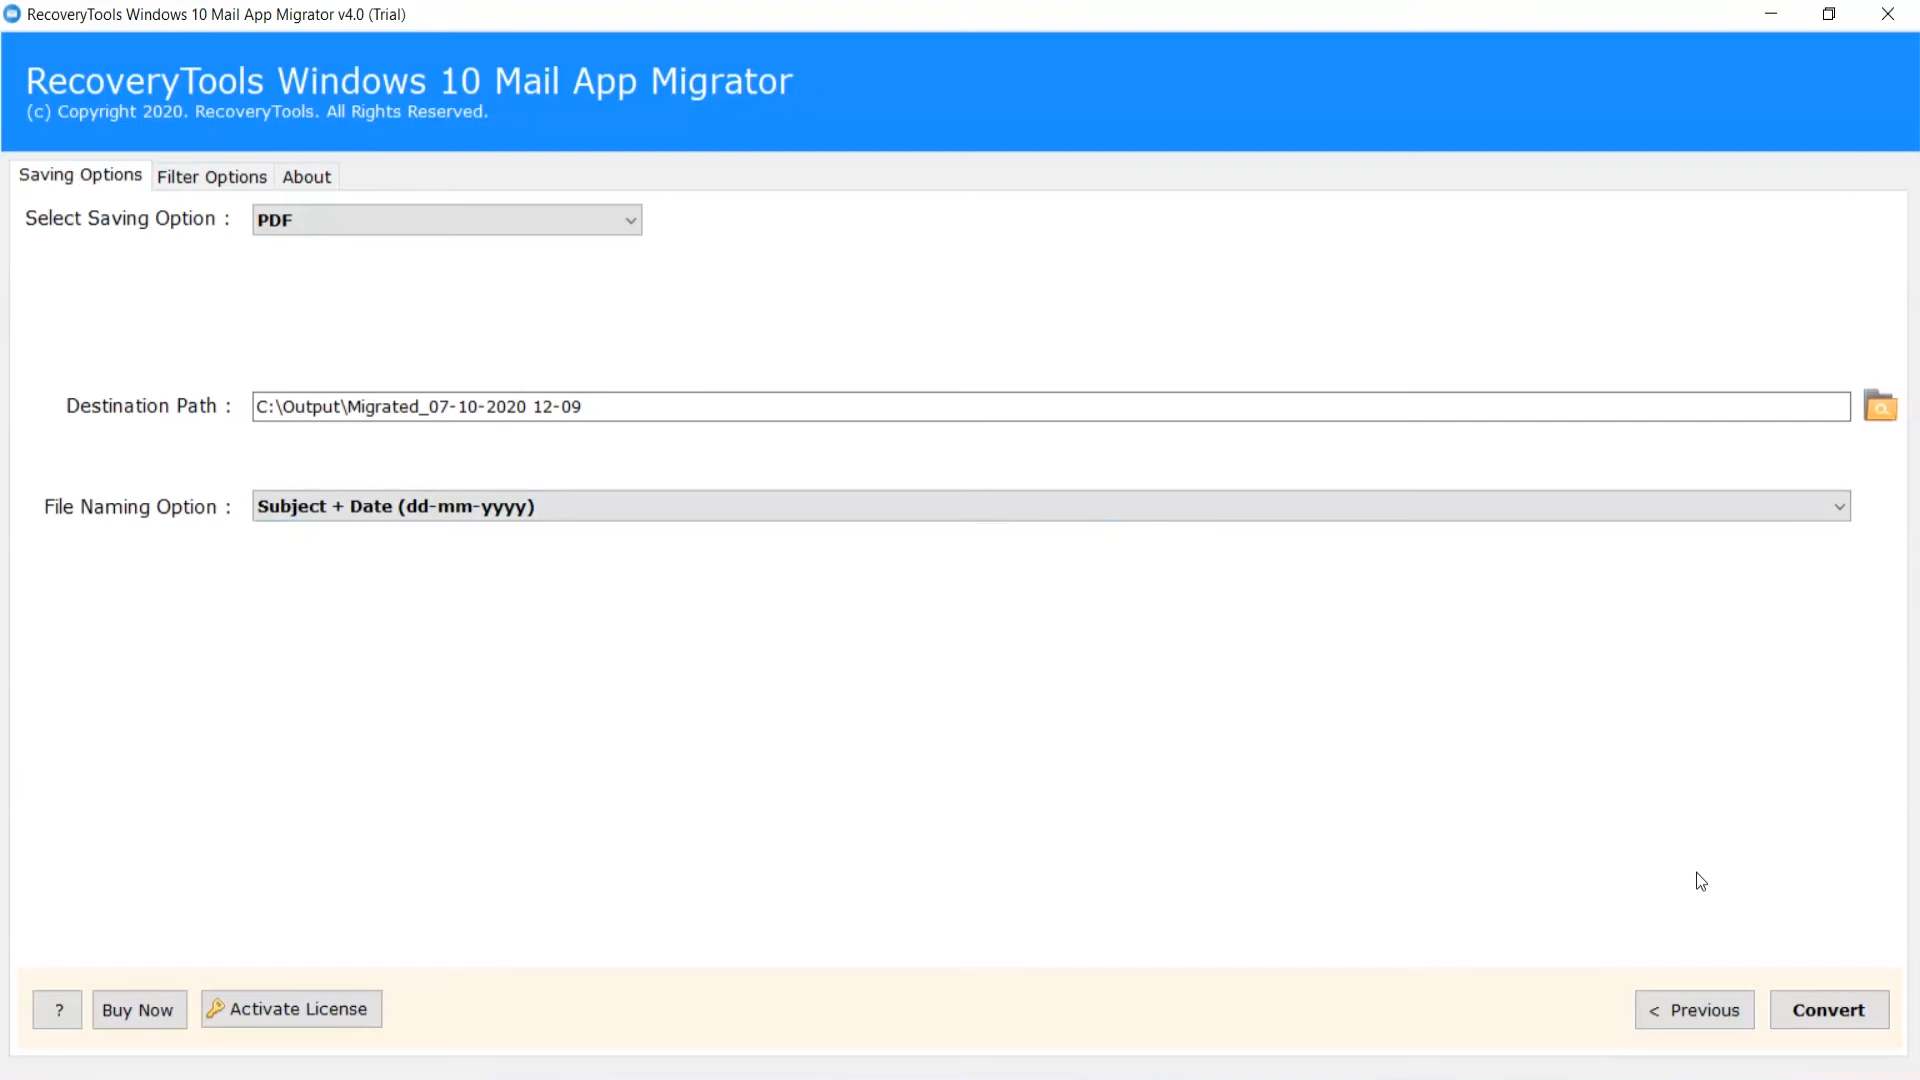 RecoveryTools Windows 10 Mail App Migrator v4.0 (Trial)
RecoveryTools Windows 10 Mail App Migrator
(c) Copyright 2020. RecoveryTools. All Rights Reserved.
Saving Options Filter Options About
Select Saving Option : PDF
Destination Path : C:\Output\Migrated_07-10-2020 12-09
File Naming Option : Subject + Date (dd-mm-yyyy)
? Buy Now Activate License < Previous Convert